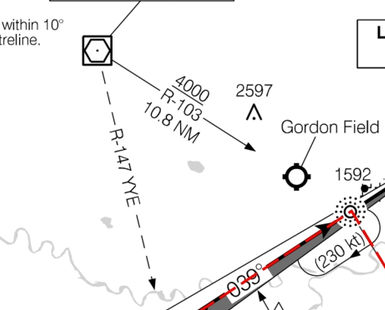 within 10°
treline.
L
4000
R-103
10.8 NM
2597
Gordon Field
R-147 YYE
1592
039°
(230 kt)